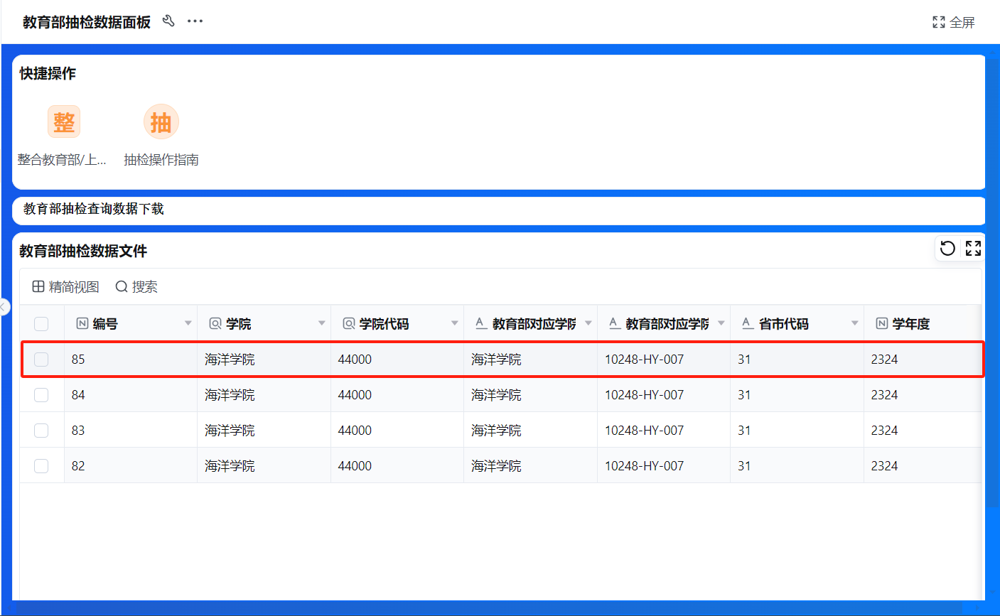 教育部抽检数据面板
全屏
快捷操作
整 抽
整合教育部/上... 抽检操作指南
教育部抽检查询数据下载
教育部抽检数据文件
精简视图 搜索
编号 学院 学院代码 教育部对应学院 教育部对应学院 省市代码 学年度
85 海洋学院 44000 海洋学院 10248-HY-007 31 2324
84 海洋学院 44000 海洋学院 10248-HY-007 31 2324
83 海洋学院 44000 海洋学院 10248-HY-007 31 2324
82 海洋学院 44000 海洋学院 10248-HY-007 31 2324